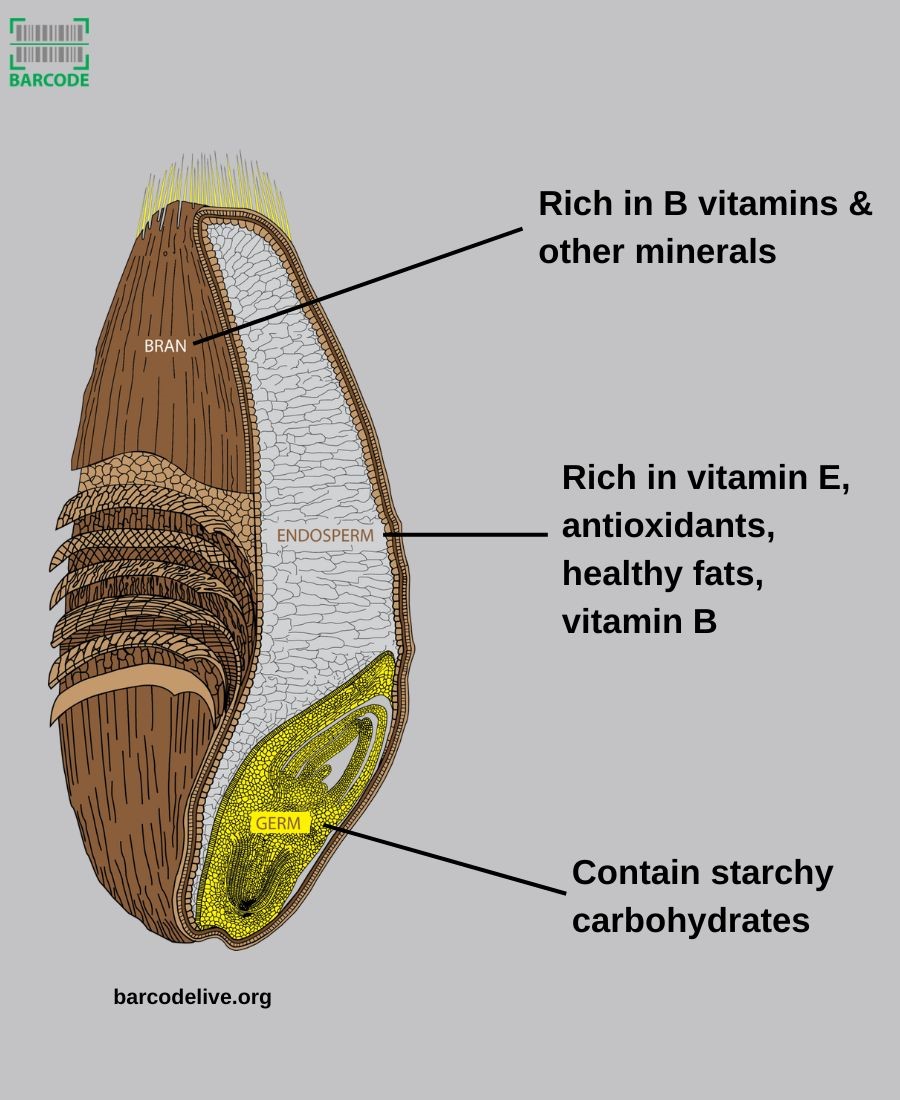 BARCODE
Rich in B vitamins &
other minerals
BRAN
Rich in vitamin E,
antioxidants,
healthy fats,
vitamin B
ENDOSPERM
GERM
Contain starchy
carbohydrates
barcodelive.org